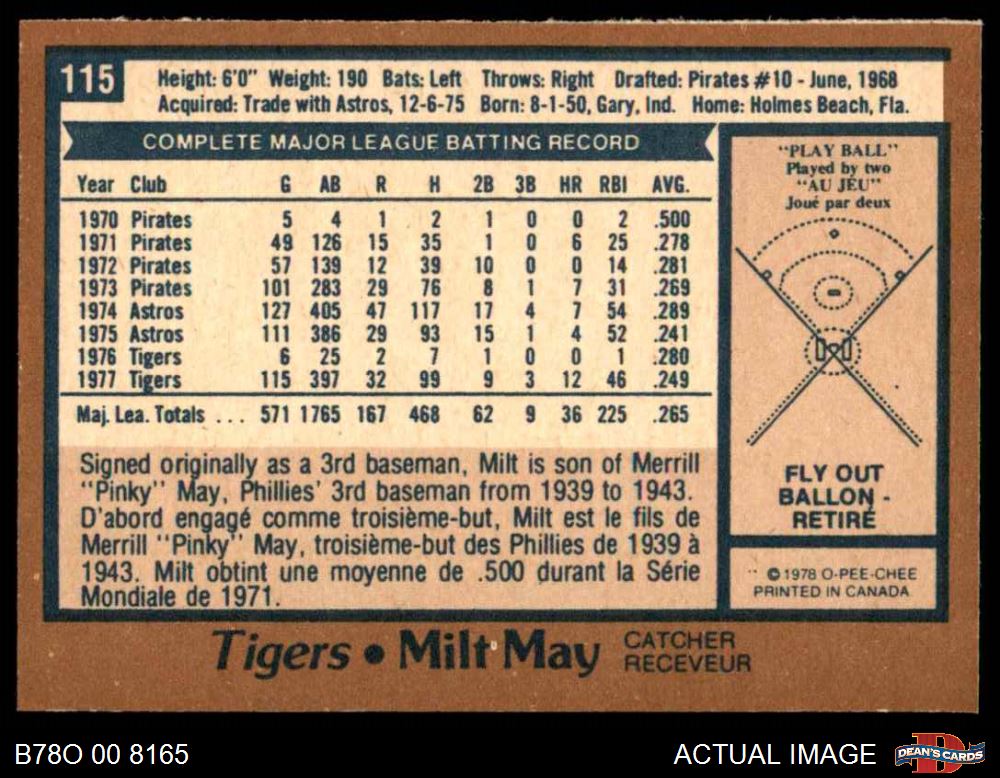 115
Height: 6'0" Weight: 190 Bats: Left Throws: Right Drafted: Pirates #10 - June, 1968
Acquired: Trade with Astros, 12-6-75 Born: 8-1-50, Gary, Ind. Home: Holmes Beach, Fla.
COMPLETE MAJOR LEAGUE BATTING RECORD
Year Club G AB R H 2B 3B HR RBI AVG.
1970 Pirates 5 4 1 2 1 0 0 2 .500
1971 Pirates 49 126 15 35 1 0 6 25 .278
1972 Pirates 57 139 12 39 10 0 0 14 .281
1973 Pirates 101 283 29 76 8 1 7 31 .269
1974 Astros 127 405 47 117 17 4 7 54 .289
1975 Astros 111 386 29 93 15 1 4 52 .241
1976 Tigers 6 25 2 7 1 0 0 1 .280
1977 Tigers 115 397 32 99 9 3 12 46 .249
Maj. Lea. Totals ... 571 1765 167 468 62 9 36 225 .265
Signed originally as a 3rd baseman, Milt is son of Merrill
"Pinky" May, Phillies' 3rd baseman from 1939 to 1943.
D'abord engagé comme troisième-but, Milt est le fils de
Merrill "Pinky" May, troisième-but des Phillies de 1939 à
1943. Milt obtint une moyenne de .500 durant la Série
Mondiale de 1971.
"PLAY BALL"
Played by two
"AU JEU"
Joué par deux
FLY OUT
BALLON -
RETIRÉ
© 1978 O-PEE-CHEE
PRINTED IN CANADA
Tigers • Milt May
CATCHER
RECEVEUR
B78O 00 8165
ACTUAL IMAGE
DEAN'S CARDS